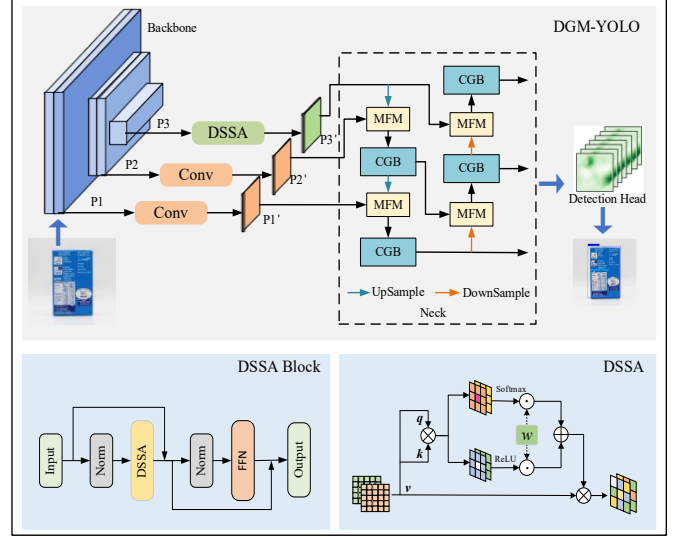 DGM-YOLO
Backbone
P3
DSSA
P3'
P2
Conv
P2'
P1
Conv
P1'
CGB
MFM
MFM
CGB
CGB
MFM
MFM
CGB
UpSample
DownSample
Neck
Detection Head
DSSA Block
Input
Norm
DSSA
Norm
FFN
Output
DSSA
Softmax
q
k
w
ReLU
v